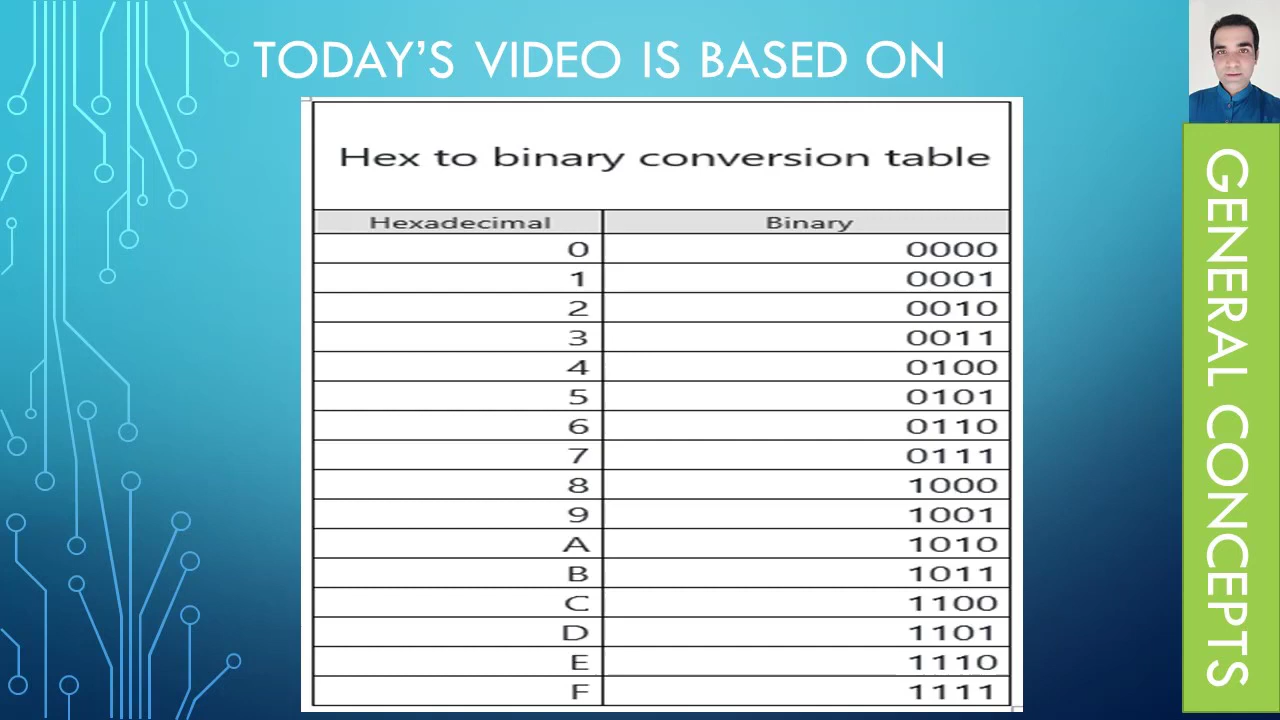 TODAY'S VIDEO IS BASED ON
Hex to binary conversion table
Hexadecimal Binary
0 0000
1 0001
2 0010
3 0011
4 0100
5 0101
6 0110
7 0111
8 1000
9 1001
A 1010
B 1011
C 1100
D 1101
E 1110
F 1111
GENERAL CONCEPTS